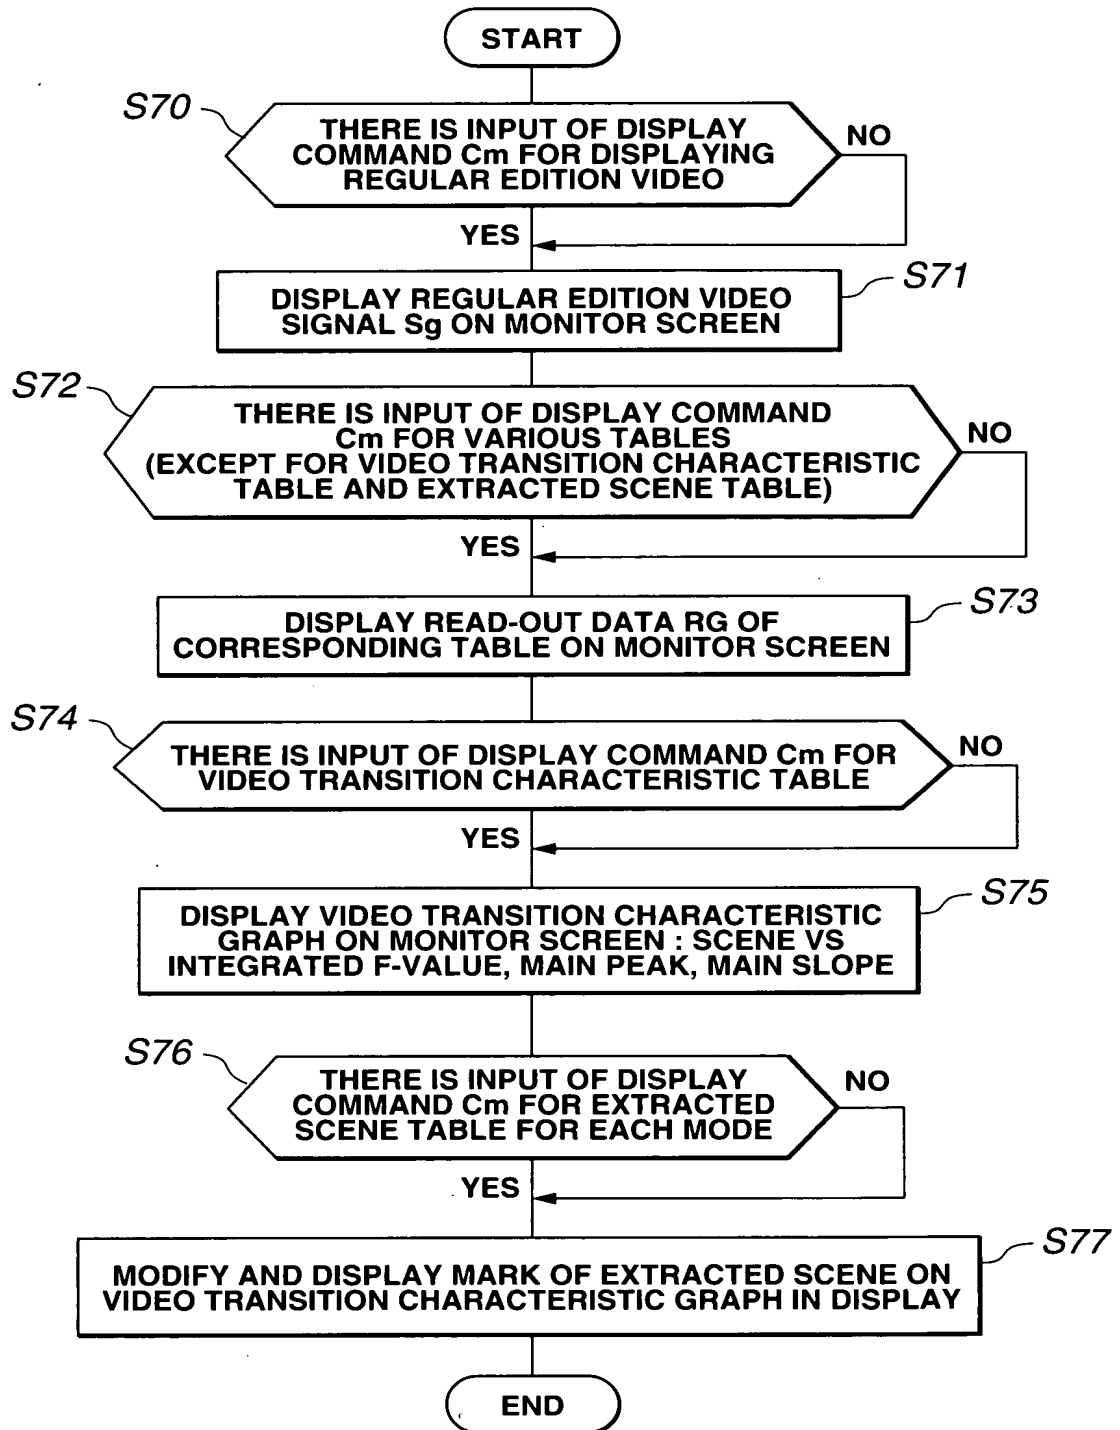 START
S70
THERE IS INPUT OF DISPLAY
COMMAND Cm FOR DISPLAYING
REGULAR EDITION VIDEO
NO
YES
S71
DISPLAY REGULAR EDITION VIDEO
SIGNAL Sg ON MONITOR SCREEN
S72
THERE IS INPUT OF DISPLAY COMMAND
Cm FOR VARIOUS TABLES
(EXCEPT FOR VIDEO TRANSITION CHARACTERISTIC
TABLE AND EXTRACTED SCENE TABLE)
NO
YES
S73
DISPLAY READ-OUT DATA RG OF
CORRESPONDING TABLE ON MONITOR SCREEN
S74
THERE IS INPUT OF DISPLAY COMMAND Cm FOR
VIDEO TRANSITION CHARACTERISTIC TABLE
NO
YES
S75
DISPLAY VIDEO TRANSITION CHARACTERISTIC
GRAPH ON MONITOR SCREEN : SCENE VS
INTEGRATED F-VALUE, MAIN PEAK, MAIN SLOPE
S76
THERE IS INPUT OF DISPLAY
COMMAND Cm FOR EXTRACTED
SCENE TABLE FOR EACH MODE
NO
YES
S77
MODIFY AND DISPLAY MARK OF EXTRACTED SCENE ON
VIDEO TRANSITION CHARACTERISTIC GRAPH IN DISPLAY
END